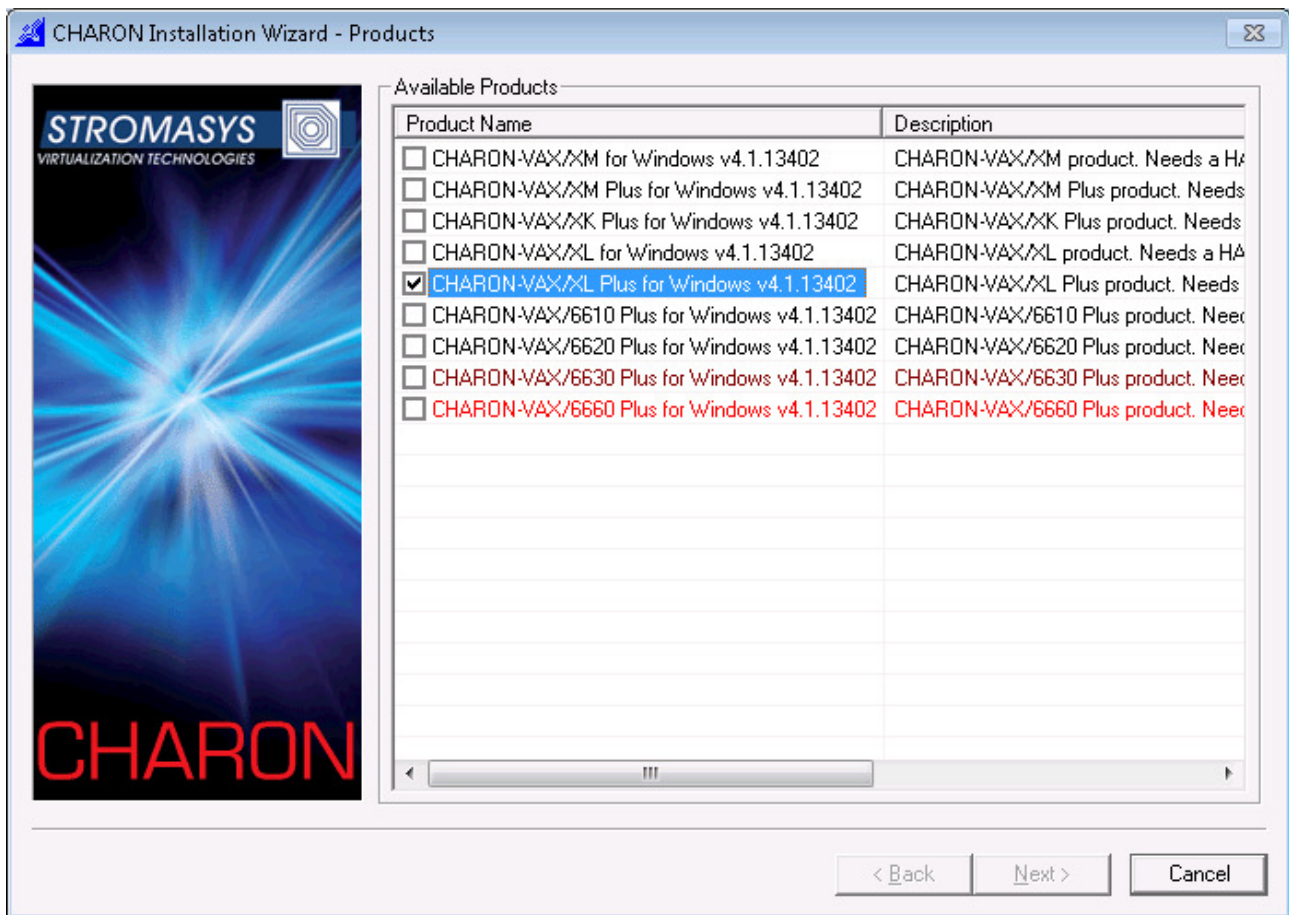 CHARON Installation Wizard - Products
STROMASYS
VIRTUALIZATION TECHNOLOGIES
CHARON
Available Products
Product Name Description
CHARON-VAX/XM for Windows v4.1.13402 CHARON-VAX/XM product. Needs a
CHARON-VAX/XM Plus for Windows v4.1.13402 CHARON-VAX/XM Plus product. Needs
CHARON-VAX/XK Plus for Windows v4.1.13402 CHARON-VAX/XK Plus product. Needs
CHARON-VAX/XL for Windows v4.1.13402 CHARON-VAX/XL product. Needs a
CHARON-VAX/XL Plus for Windows v4.1.13402 CHARON-VAX/XL Plus product. Needs
CHARON-VAX/6610 Plus for Windows v4.1.13402 CHARON-VAX/6610 Plus product.
CHARON-VAX/6620 Plus for Windows v4.1.13402 CHARON-VAX/6620 Plus product.
CHARON-VAX/6630 Plus for Windows v4.1.13402 CHARON-VAX/6630 Plus product.
CHARON-VAX/6660 Plus for Windows v4.1.13402 CHARON-VAX/6660 Plus product.
< Back Next > Cancel